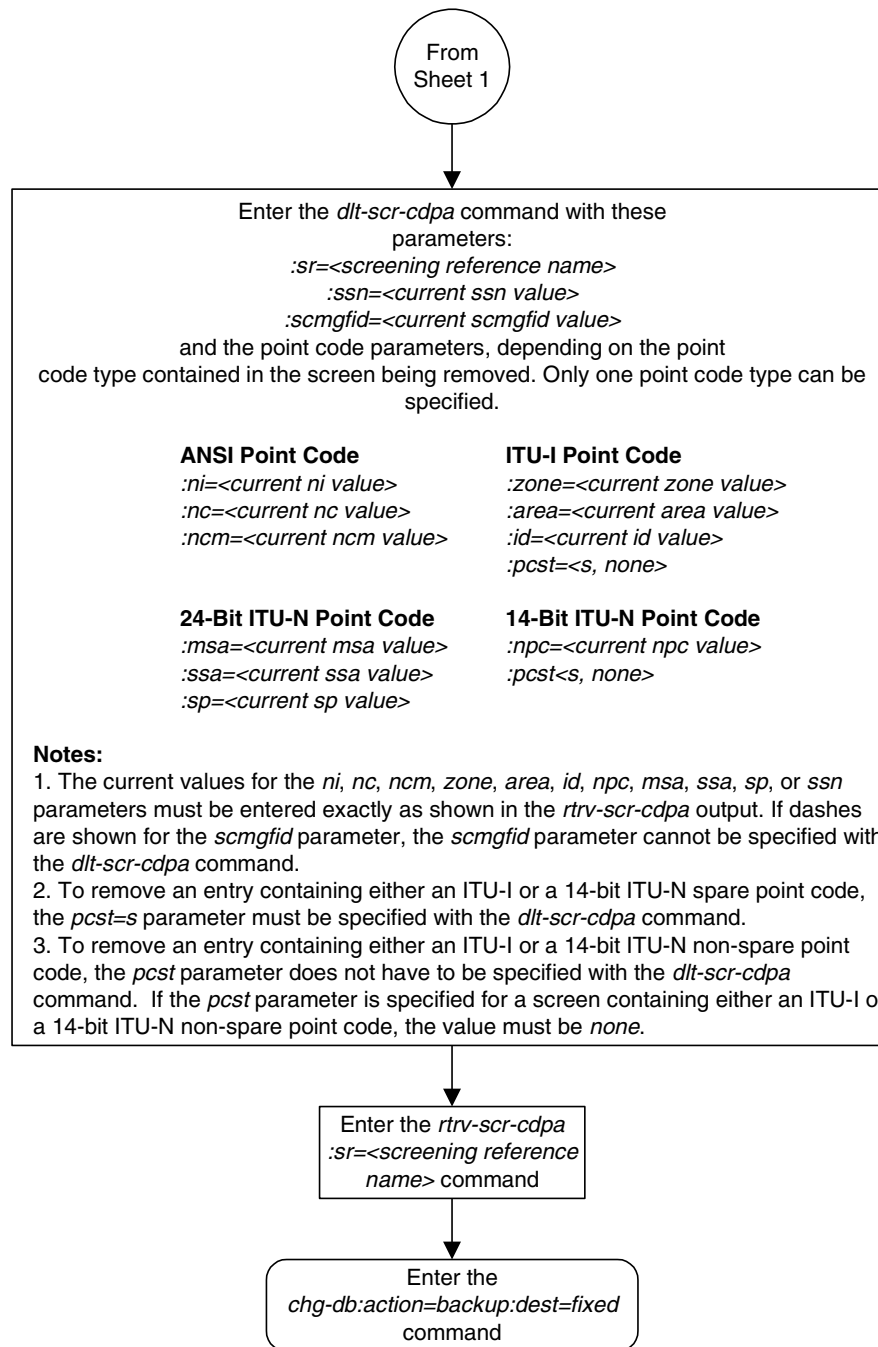 From
Sheet 1
Enter the dlt-scr-cdpa command with these
parameters:
:sr=<screening reference name>
:ssn=<current ssn value>
:scmgfid=<current scmgfid value>
and the point code parameters, depending on the point
code type contained in the screen being removed. Only one point code type can be
specified.
ANSI Point Code
:ni=<current ni value>
:nc=<current nc value>
:ncm=<current ncm value>
ITU-I Point Code
:zone=<current zone value>
:area=<current area value>
:id=<current id value>
:pcst=<s, none>
24-Bit ITU-N Point Code
:msa=<current msa value>
:ssa=<current ssa value>
:sp=<current sp value>
14-Bit ITU-N Point Code
:npc=<current npc value>
:pcst<s, none>
Notes:
1. The current values for the ni, nc, ncm, zone, area, id, npc, msa, ssa, sp, or ssn
parameters must be entered exactly as shown in the rtrv-scr-cdpa output. If dashes
are shown for the scmgfid parameter, the scmgfid parameter cannot be specified with
the dlt-scr-cdpa command.
2. To remove an entry containing either an ITU-I or a 14-bit ITU-N spare point code,
the pcst=s parameter must be specified with the dlt-scr-cdpa command.
3. To remove an entry containing either an ITU-I or a 14-bit ITU-N non-spare point
code, the pcst parameter does not have to be specified with the dlt-scr-cdpa
command. If the pcst parameter is specified for a screen containing either an ITU-I o
a 14-bit ITU-N non-spare point code, the value must be none.
Enter the rtrv-scr-cdpa
:sr=<screening reference
name> command
Enter the
chg-db:action=backup:dest=fixed
command